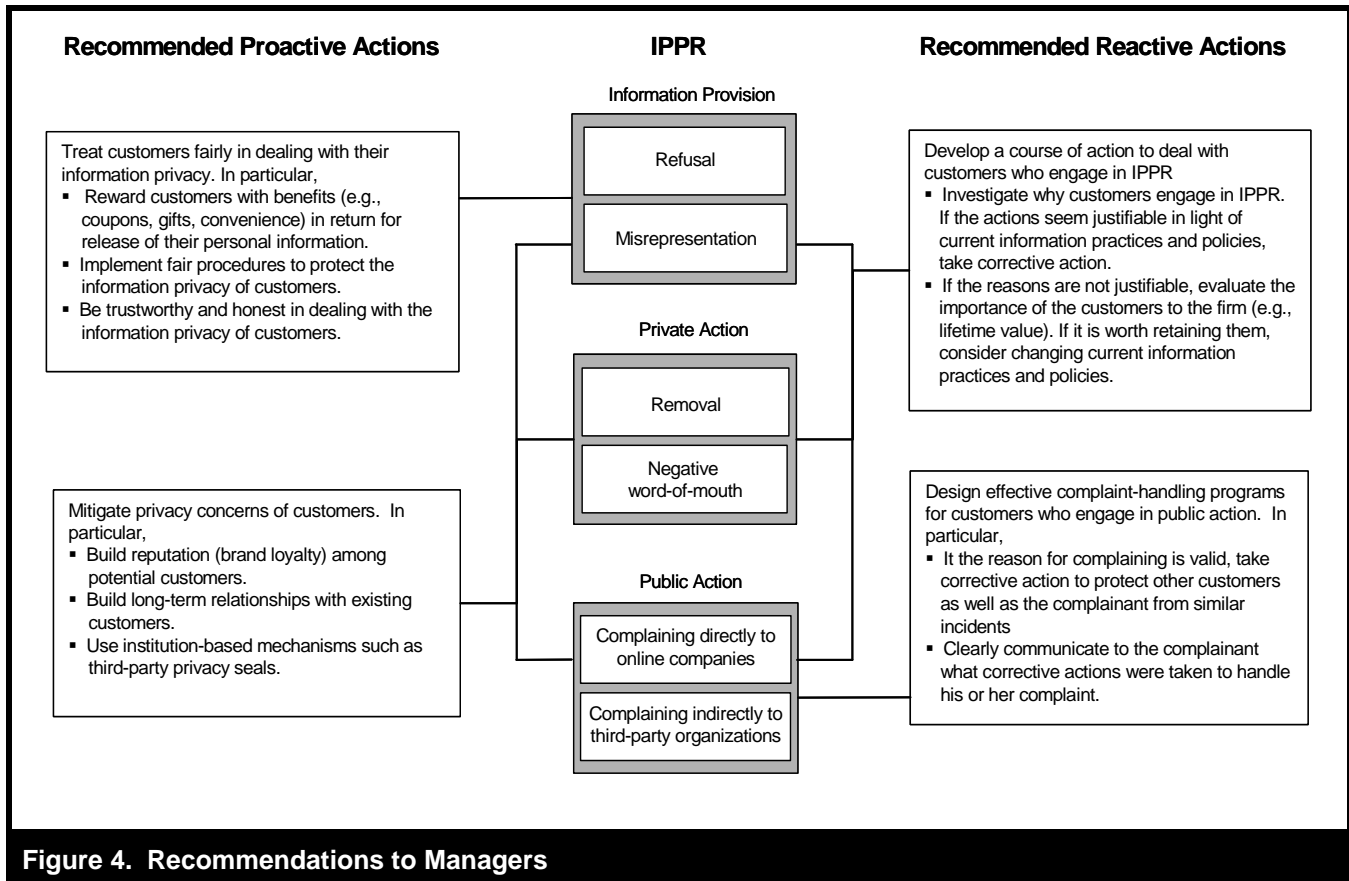 Recommended Proactive Actions
IPPR
Recommended Reactive Actions
Treat customers fairly in dealing with their
information privacy. In particular,
▪ Reward customers with benefits (e.g.,
coupons, gifts, convenience) in return for
release of their personal information.
▪ Implement fair procedures to protect the
information privacy of customers.
▪ Be trustworthy and honest in dealing with the
information privacy of customers.
Mitigate privacy concerns of customers. In
particular,
▪ Build reputation (brand loyalty) among
potential customers.
▪ Build long-term relationships with existing
customers.
▪ Use institution-based mechanisms such as
third-party privacy seals.
Information Provision
Refusal
Misrepresentation
Private Action
Removal
Negative
word-of-mouth
Public Action
Complaining directly to
online companies
Complaining indirectly to
third-party organizations
Develop a course of action to deal with
customers who engage in IPPR
▪ Investigate why customers engage in IPPR.
If the actions seem justifiable in light of
current information practices and policies,
take corrective action.
▪ If the reasons are not justifiable, evaluate the
importance of the customers to the firm (e.g.,
lifetime value). If it is worth retaining them,
consider changing current information
practices and policies.
Design effective complaint-handling programs
for customers who engage in public action. In
particular,
▪ It the reason for complaining is valid, take
corrective action to protect other customers
as well as the complainant from similar
incidents
▪ Clearly communicate to the complainant
what corrective actions were taken to handle
his or her complaint.
Figure 4. Recommendations to Managers